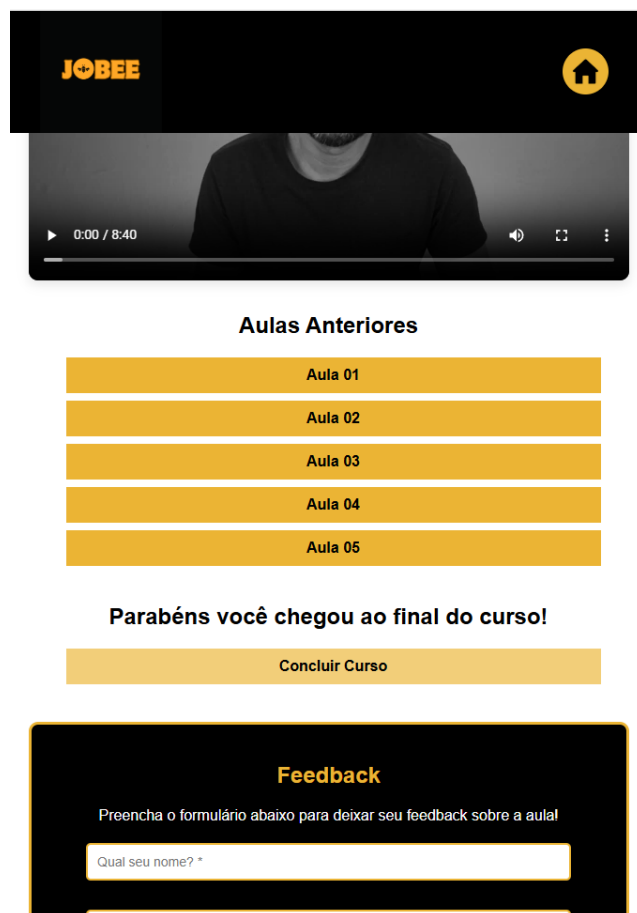 JOBEE
0:00 / 8:40
Aulas Anteriores
Aula 01
Aula 02
Aula 03
Aula 04
Aula 05
Parabéns você chegou ao final do curso!
Concluir Curso
Feedback
Preencha o formulário abaixo para deixar seu feedback sobre a aula!
Qual seu nome? *